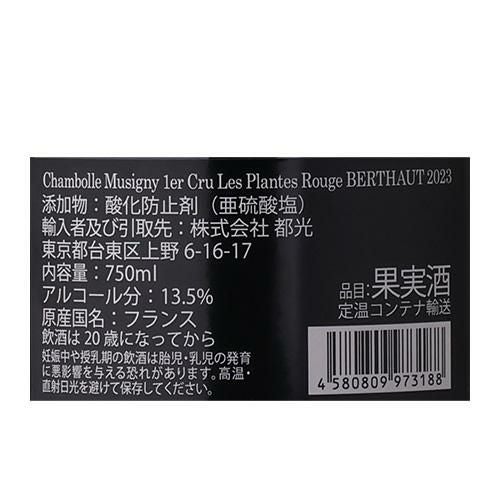 Chambolle Musigny 1er Cru Les Plantes Rouge BERTHAUT 2023
添加物：酸化防止剤（亜硫酸塩）
輸入者及び引取先：株式会社 都光
東京都台東区上野 6-16-17
内容量：750ml
アルコール分：13.5%
原産国名：フランス
飲酒は20歳になってから
妊娠中や授乳期の飲酒は胎児・乳児の発育
に悪影響を与える恐れがあります。高温・
直射日光を避けて保存してください。
品目：果実酒
定温コンテナ輸送
4 580809 973188